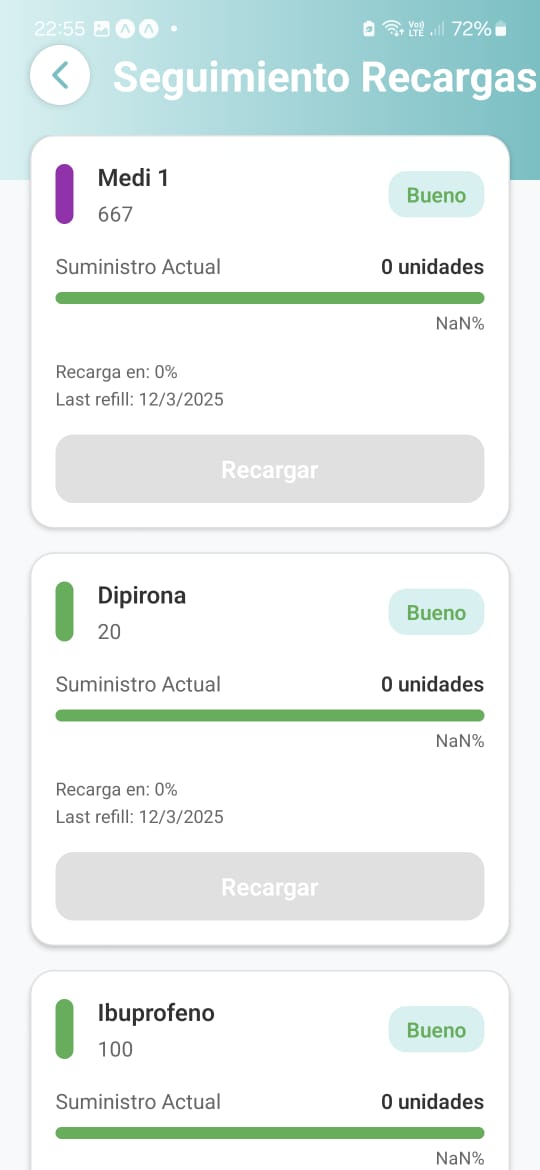 22:55 72%
Seguimiento Recargas
Medi 1
667
Bueno
Suministro Actual 0 unidades
NaN%
Recarga en: 0%
Last refill: 12/3/2025
Recargar
Dipirona
20
Bueno
Suministro Actual 0 unidades
NaN%
Recarga en: 0%
Last refill: 12/3/2025
Recargar
Ibuprofeno
100
Bueno
Suministro Actual 0 unidades
NaN%